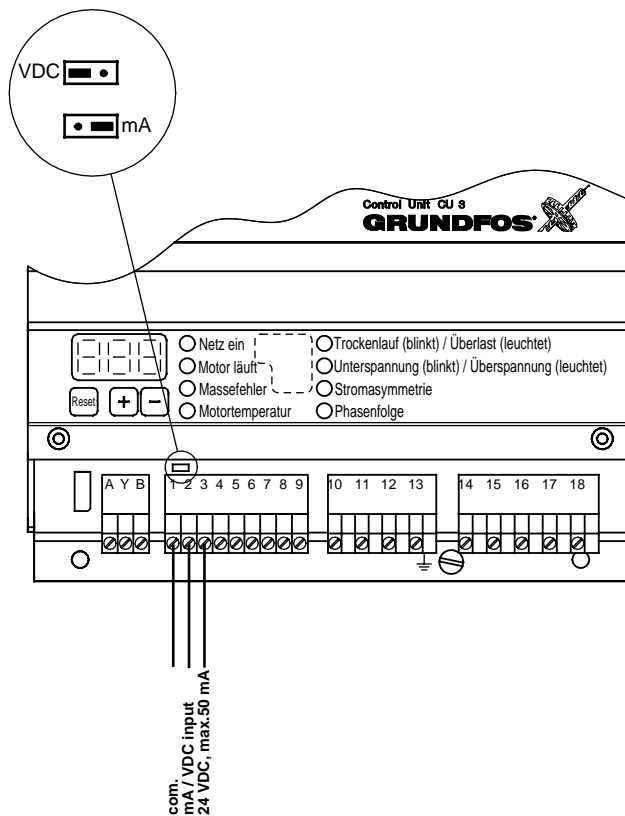 VDC
mA
Control Unit CU 3
GRUNDFOS
Netz ein
Trockenlauf (blinkt) / Überlast (leuchtet)
Motor läuft
Unterspannung (blinkt) / Überspannung (leuchtet)
Massefehler
Stromasymmetrie
Motortemperatur
Phasenfolge
Reset
+
−
A Y B
1 2 3 4 5 6 7 8 9
10 11 12 13
14 15 16 17 18
com.
mA / VDC input
24 VDC, max.50 mA